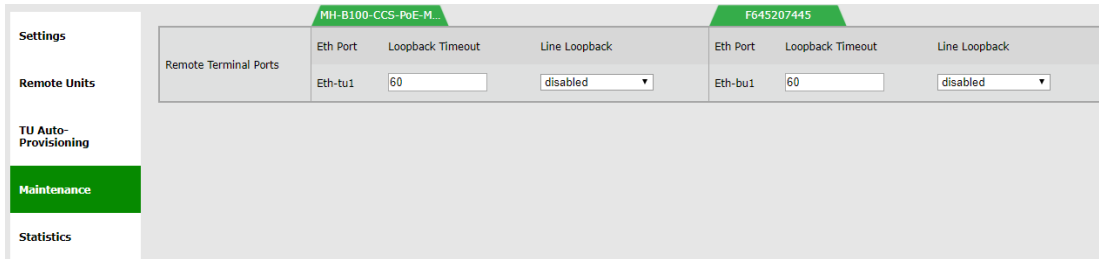 MH-B100-CCS-PoE-M... F645207445
Settings
Remote Units
TU Auto-
Provisioning
Maintenance
Statistics
Remote Terminal Ports
Eth Port Loopback Timeout Line Loopback Eth Port Loopback Timeout Line Loopback
Eth-tu1 60 disabled Eth-bu1 60 disabled